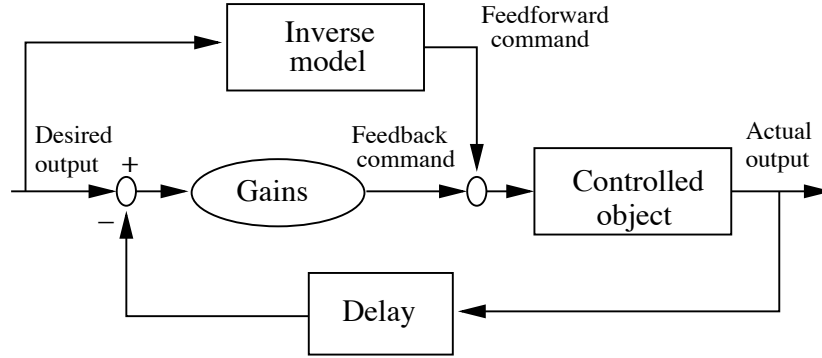 Feedforward
command
Inverse
model
Desired
output
+
Feedback
command
Actual
output
Gains
Controlled
object
−
Delay